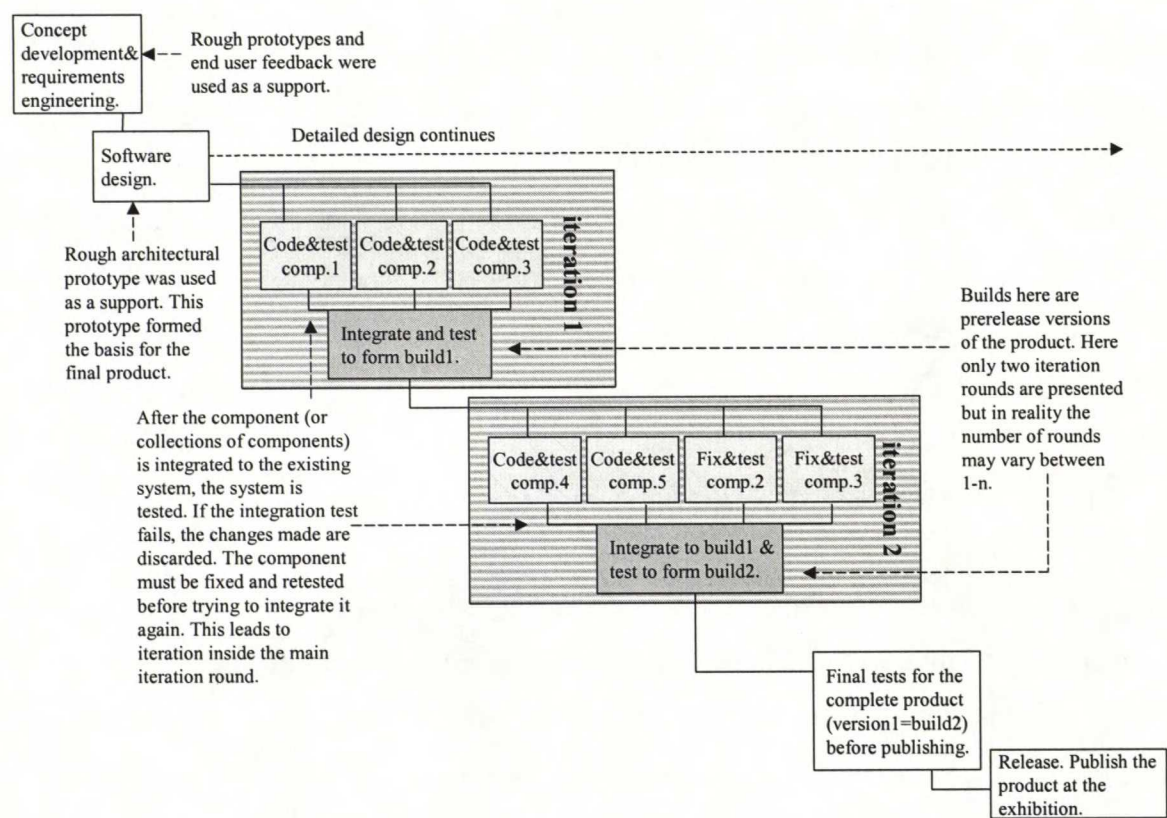 Concept
development&
requirements
engineering.
Rough prototypes and
end user feedback were
used as a support.
Detailed design continues
Software
design.
Rough architectural
prototype was used
as a support. This
prototype formed
the basis for the
final product.
iteration 1
Code&test
comp.1
Code&test
comp.2
Code&test
comp.3
Integrate and test
to form build1.
Builds here are
prerelease versions
of the product. Here
only two iteration
rounds are presented
but in reality the
number of rounds
may vary between
1-n.
After the component (or
collections of components)
is integrated to the existing
system, the system is
tested. If the integration test
fails, the changes made are
discarded. The component
must be fixed and retested
before trying to integrate it
again. This leads to
iteration inside the main
iteration round.
iteration 2
Code&test
comp.4
Code&test
comp.5
Fix&test
comp.2
Fix&test
comp.3
Integrate to build1 &
test to form build2.
Final tests for the
complete product
(version1=build2)
before publishing.
Release. Publish the
product at the
exhibition.